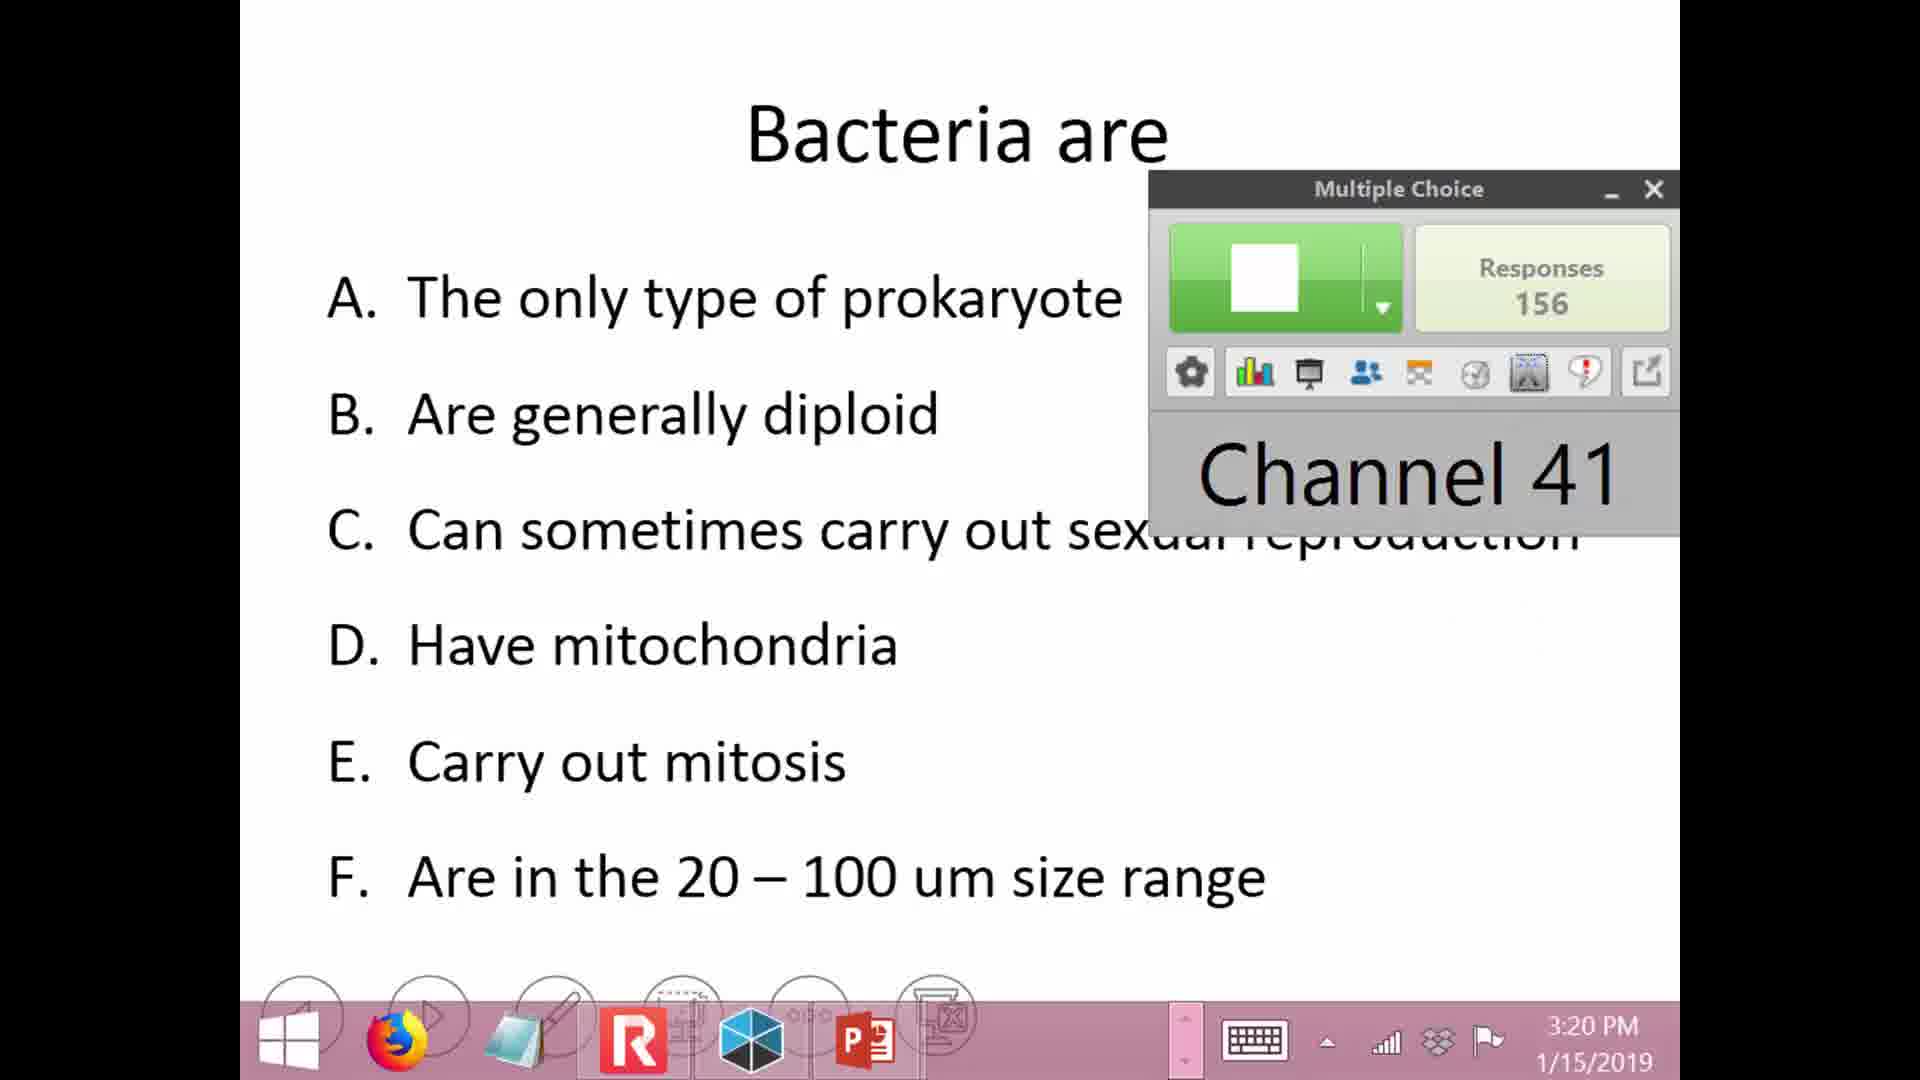 Bacteria are
Multiple Choice
A. The only type of prokaryote
Responses
156
B. Are generally diploid
Channel 41
C. Can sometimes carry out sexual reproduction
D. Have mitochondria
E. Carry out mitosis
F. Are in the 20 – 100 um size range
3:20 PM
1/15/2019